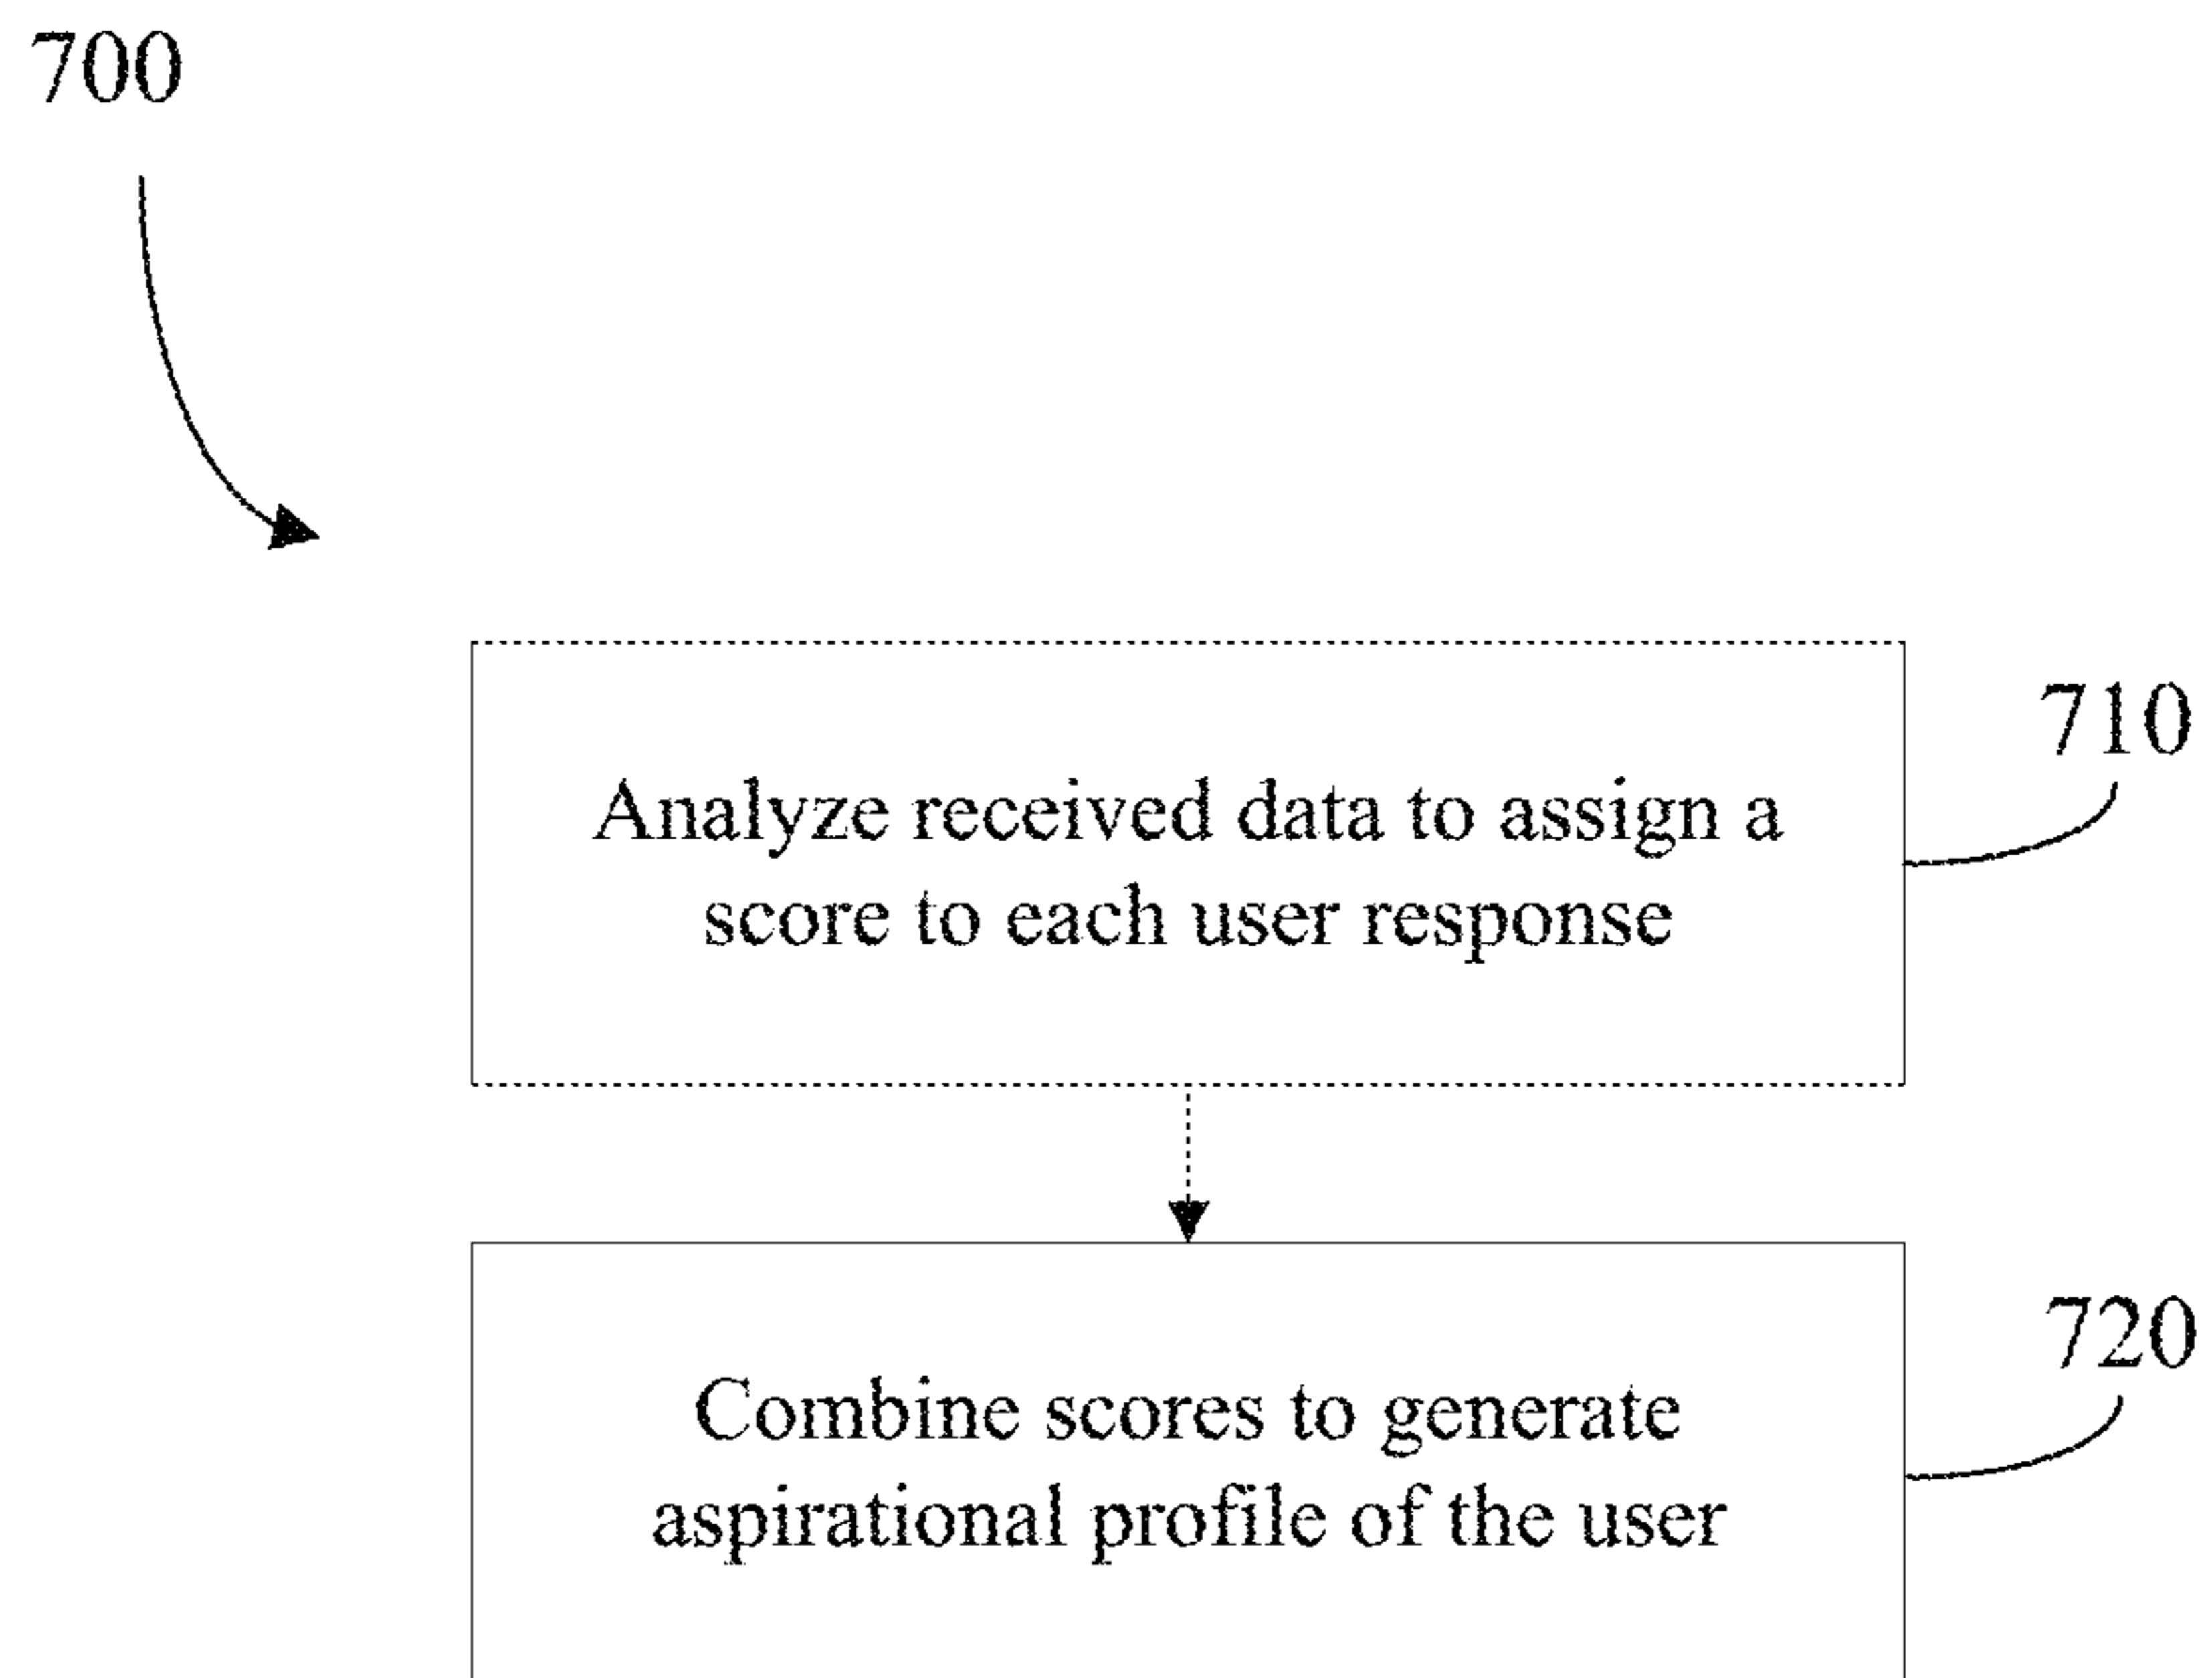 700
710
Analyze received data to assign a
score to each user response
720
Combine scores to generate
aspirational profile of the user